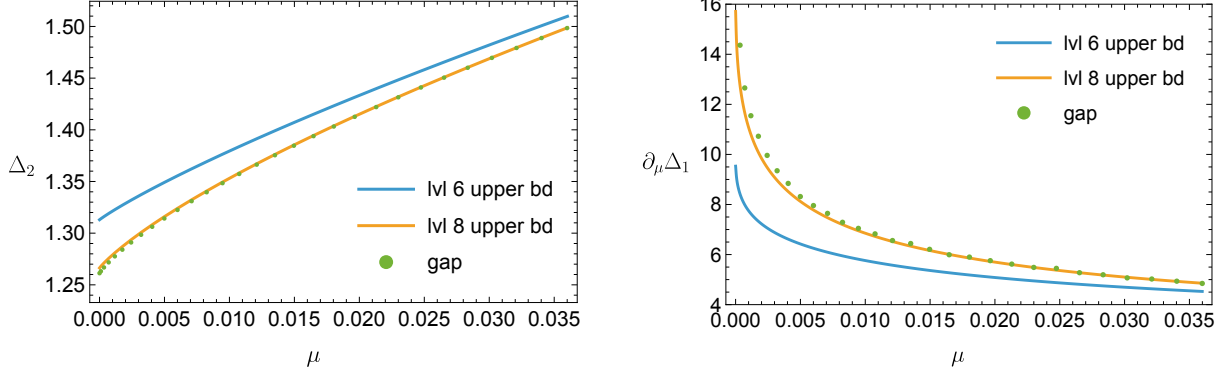 1.50
1.45
1.40
1.35
1.30
1.25
Δ₂
0.000 0.005 0.010 0.015 0.020 0.025 0.030 0.035
μ
lvl 6 upper bd
lvl 8 upper bd
gap
16
14
12
10
8
6
4
∂μΔ₁
0.000 0.005 0.010 0.015 0.020 0.025 0.030 0.035
μ
lvl 6 upper bd
lvl 8 upper bd
gap